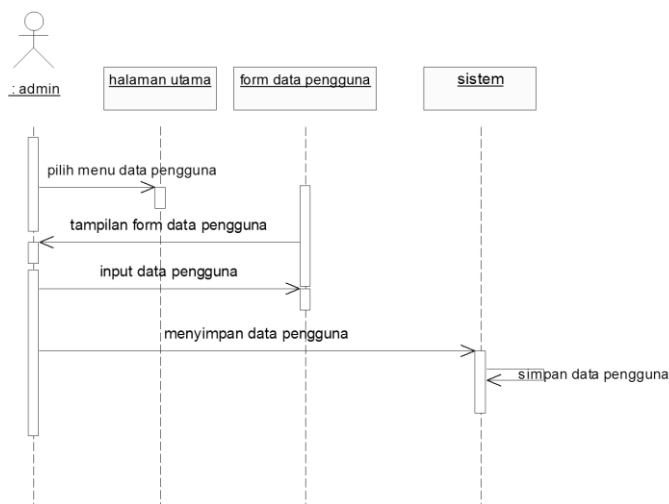 : admin
halaman utama
form data pengguna
sistem
pilih menu data pengguna
tampilan form data pengguna
input data pengguna
menyimpan data pengguna
simpan data pengguna